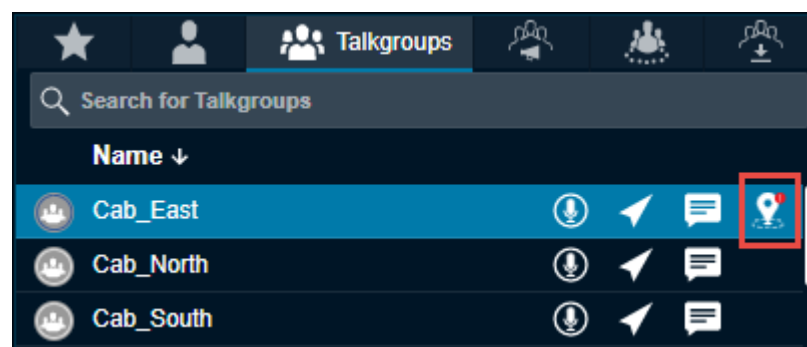 Talkgroups
Search for Talkgroups
Name ↓
Cab_East
Cab_North
Cab_South